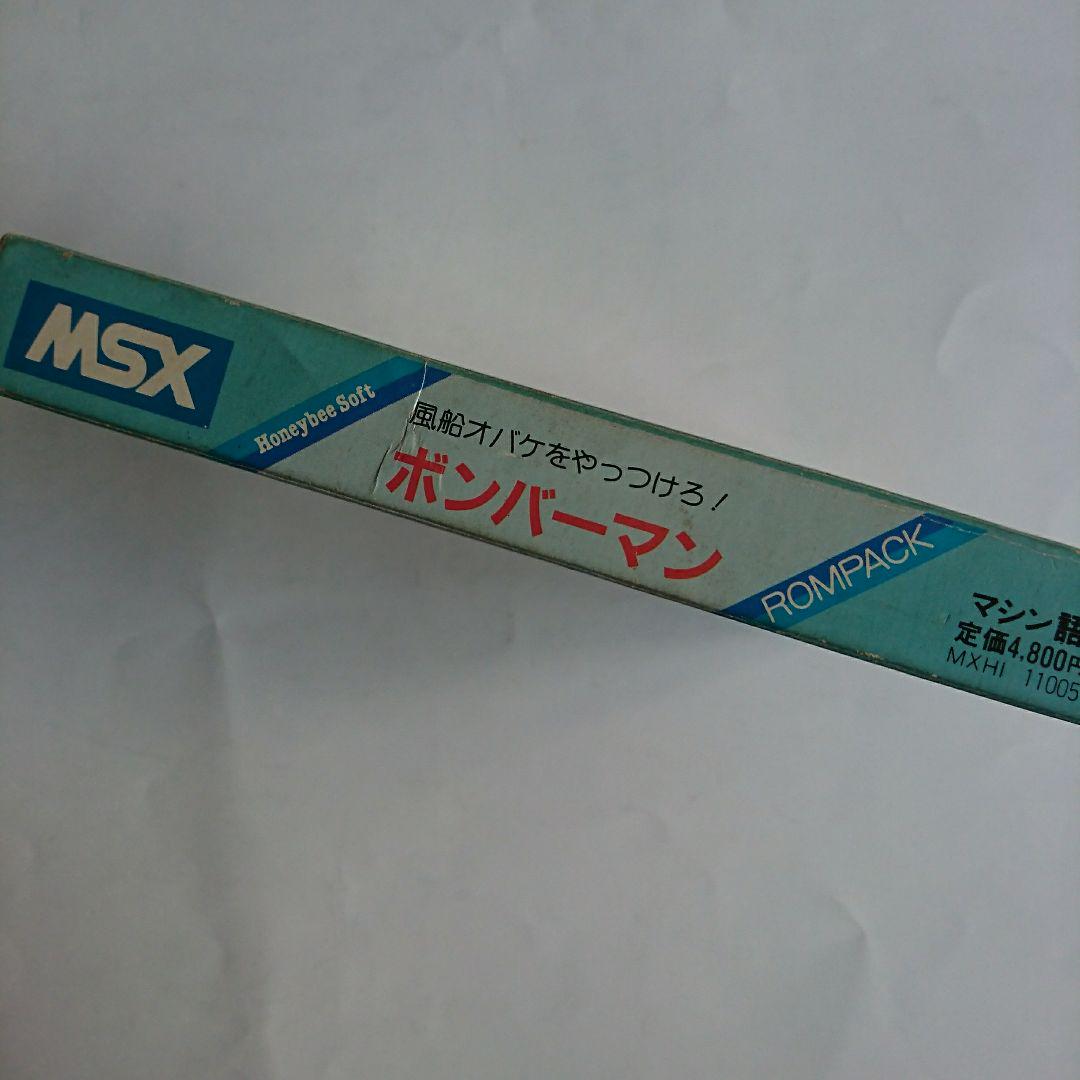 MSX
Honeybee Soft
風船オバケをやっつけろ!
ボンバーマン
ROMPACK
マシン語
定価4,800円
MXHI 11005